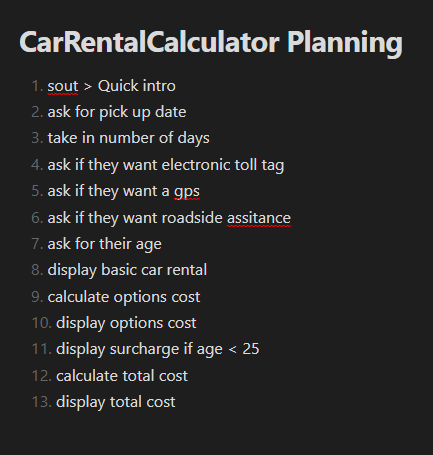 CarRentalCalculator Planning
1. sout > Quick intro
2. ask for pick up date
3. take in number of days
4. ask if they want electronic toll tag
5. ask if they want a gps
6. ask if they want roadside assitance
7. ask for their age
8. display basic car rental
9. calculate options cost
10. display options cost
11. display surcharge if age < 25
12. calculate total cost
13. display total cost